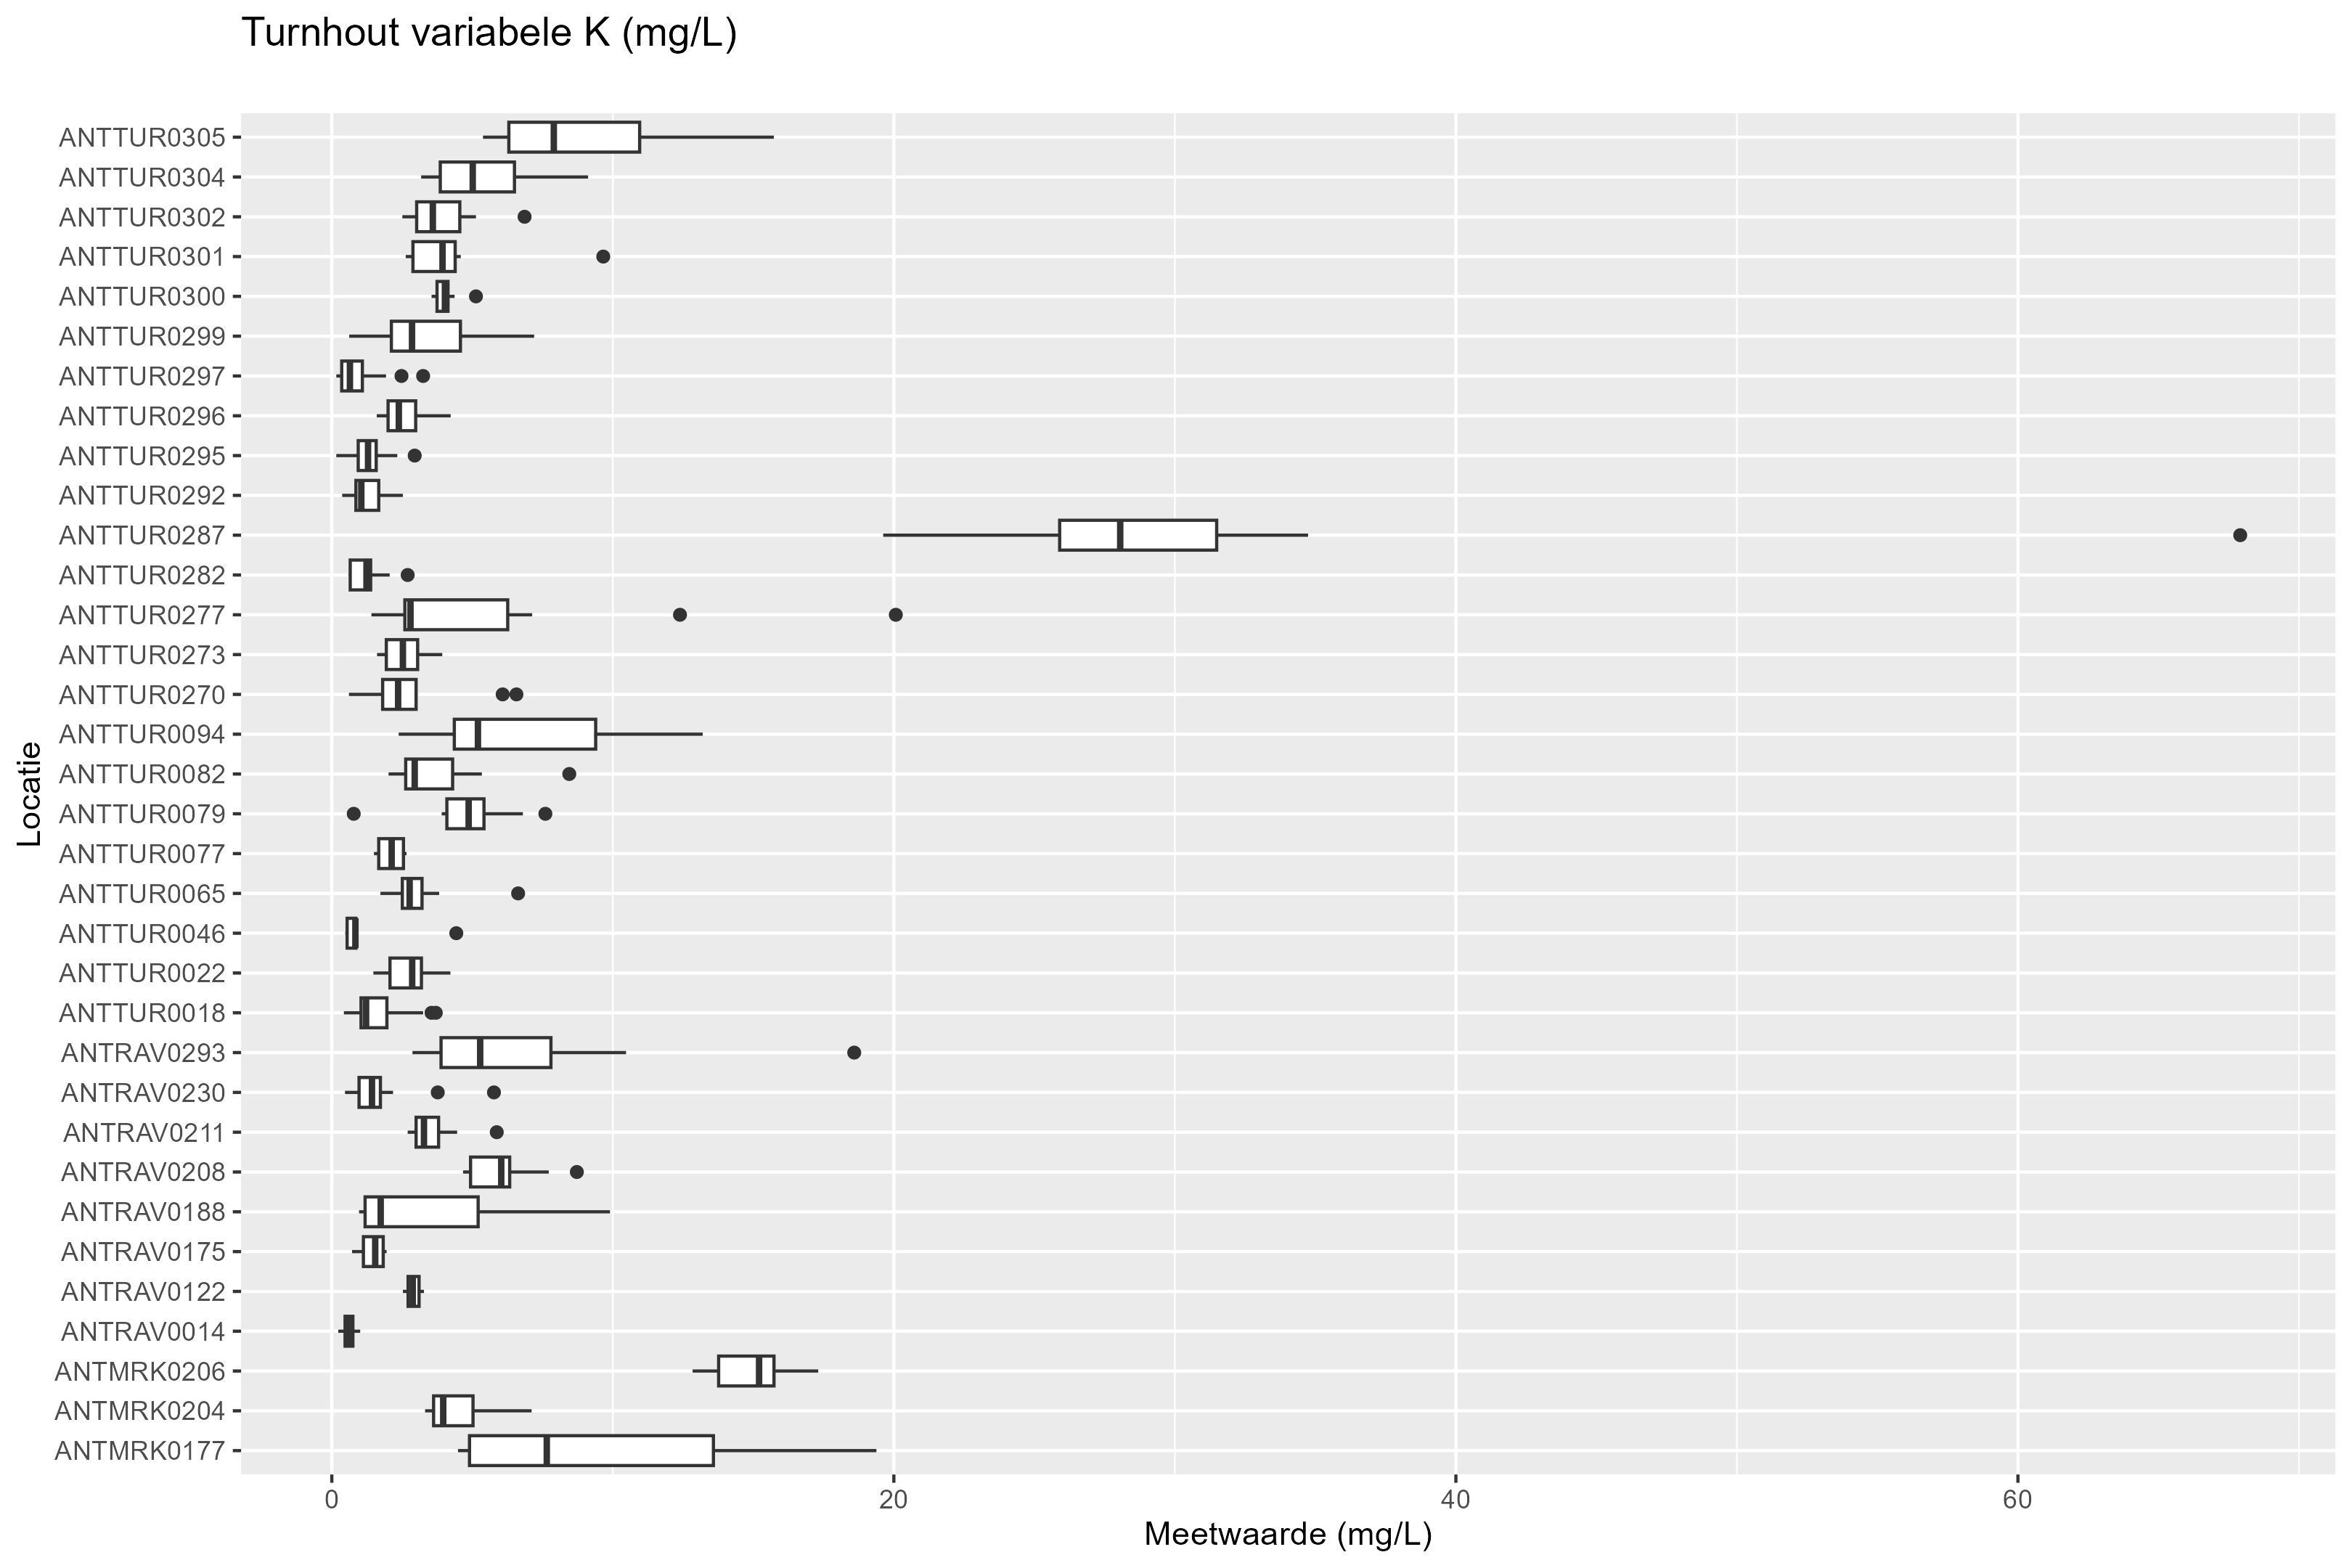 Turnhout variabele K (mg/L)
ANTTUR0305
ANTTUR0304
ANTTUR0302
ANTTUR0301
ANTTUR0300
ANTTUR0299
ANTTUR0297
ANTTUR0296
ANTTUR0295
ANTTUR0292
ANTTUR0287
ANTTUR0282
ANTTUR0277
ANTTUR0273
ANTTUR0270
ANTTUR0094
ANTTUR0082
ANTTUR0079
ANTTUR0077
ANTTUR0065
ANTTUR0046
ANTTUR0022
ANTTUR0018
ANTRAV0293
ANTRAV0230
ANTRAV0211
ANTRAV0208
ANTRAV0188
ANTRAV0175
ANTRAV0122
ANTRAV0014
ANTMRK0206
ANTMRK0204
ANTMRK0177
Locatie
0 20 40 60
Meetwaarde (mg/L)